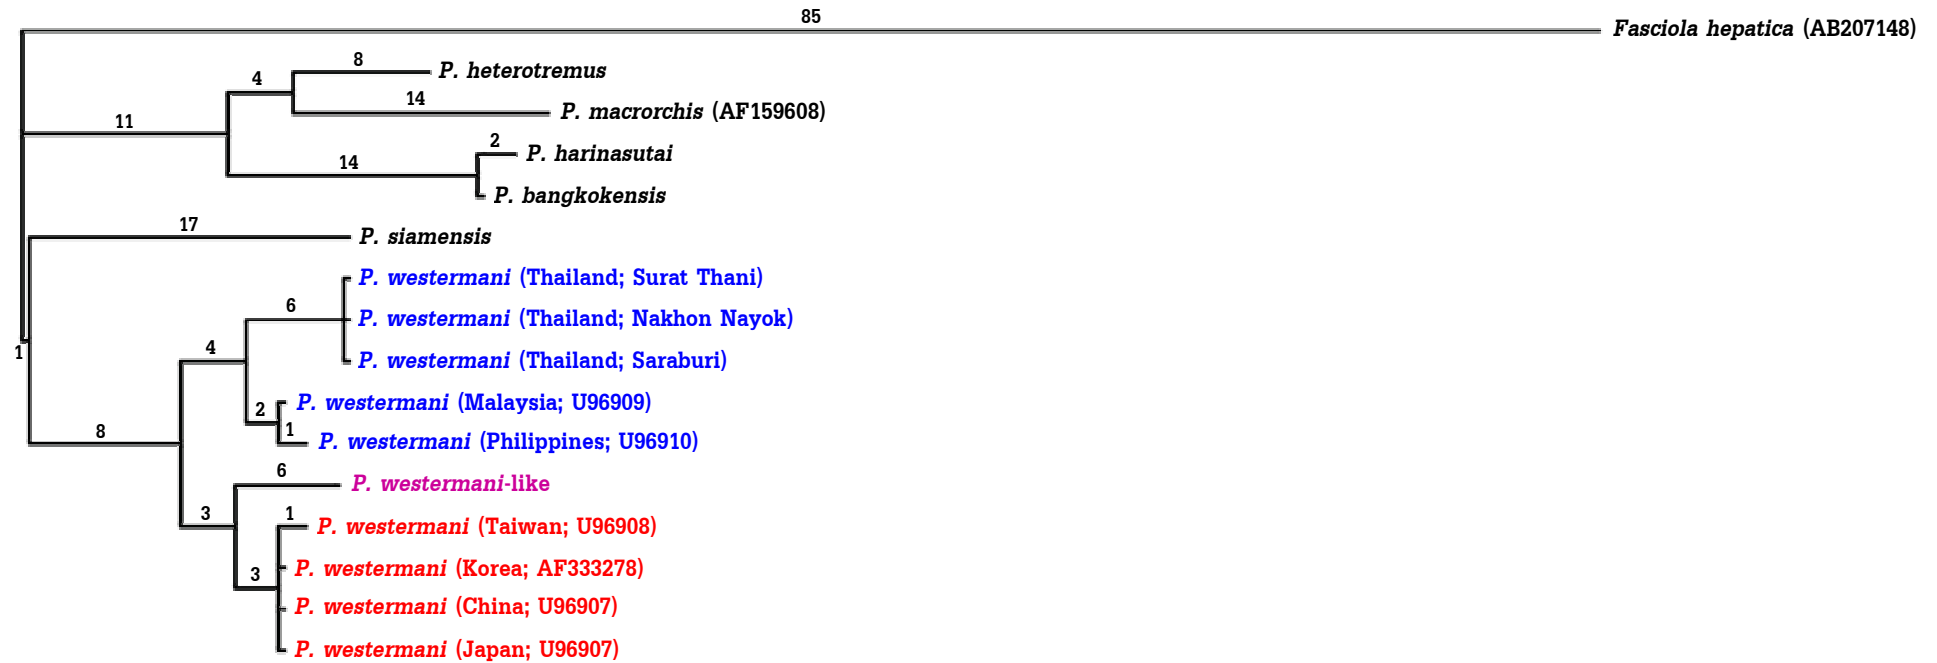 85
Fasciola hepatica (AB207148)
8
P. heterotremus
4
14
P. macrorchis (AF159608)
11
2
P. harinasutai
14
P. bangkokensis
17
P. siamensis
P. westermani (Thailand; Surat Thani)
6
P. westermani (Thailand; Nakhon Nayok)
4
1
P. westermani (Thailand; Saraburi)
P. westermani (Malaysia; U96909)
2
8
1
P. westermani (Philippines; U96910)
6
P. westermani-like
3
1
P. westermani (Taiwan; U96908)
P. westermani (Korea; AF333278)
3
P. westermani (China; U96907)
P. westermani (Japan; U96907)